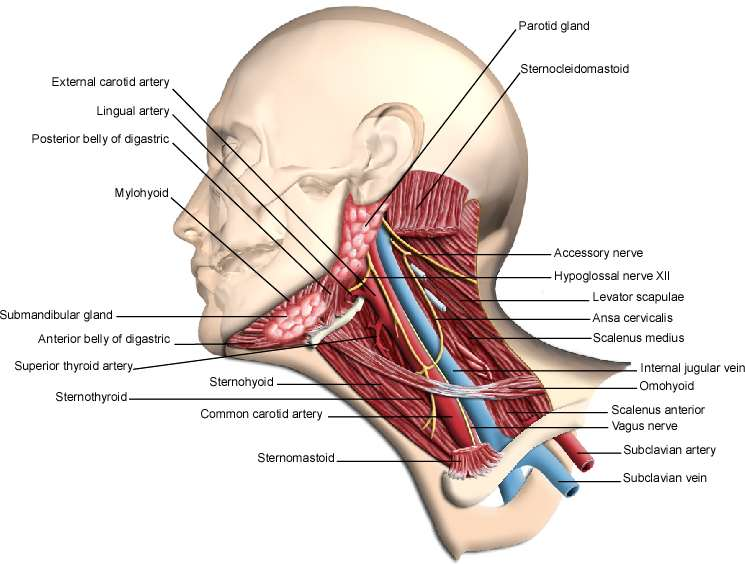 Parotid gland
Sternocleidomastoid
External carotid artery
Lingual artery
Posterior belly of digastric
Mylohyoid
Submandibular gland
Anterior belly of digastric
Superior thyroid artery
Sternohyoid
Sternothyroid
Common carotid artery
Sternomastoid
Accessory nerve
Hypoglossal nerve XII
Levator scapulae
Ansa cervicalis
Scalenus medius
Internal jugular vein
Omohyoid
Scalenus anterior
Vagus nerve
Subclavian artery
Subclavian vein